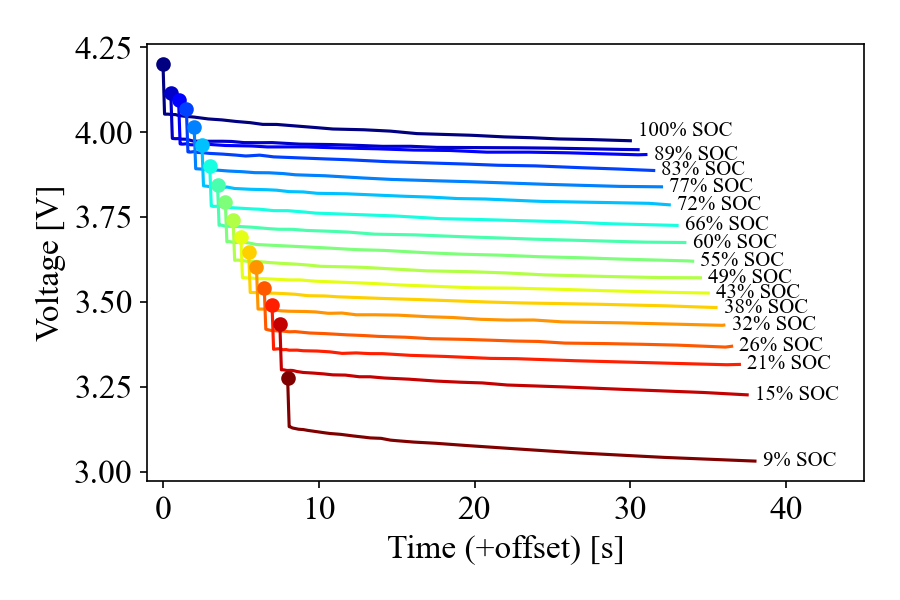 4.25
4.00
3.75
3.50
3.25
3.00
Voltage [V]
100% SOC
89% SOC
83% SOC
77% SOC
72% SOC
66% SOC
60% SOC
55% SOC
49% SOC
43% SOC
38% SOC
32% SOC
26% SOC
21% SOC
15% SOC
9% SOC
0 10 20 30 40
Time (+offset) [s]